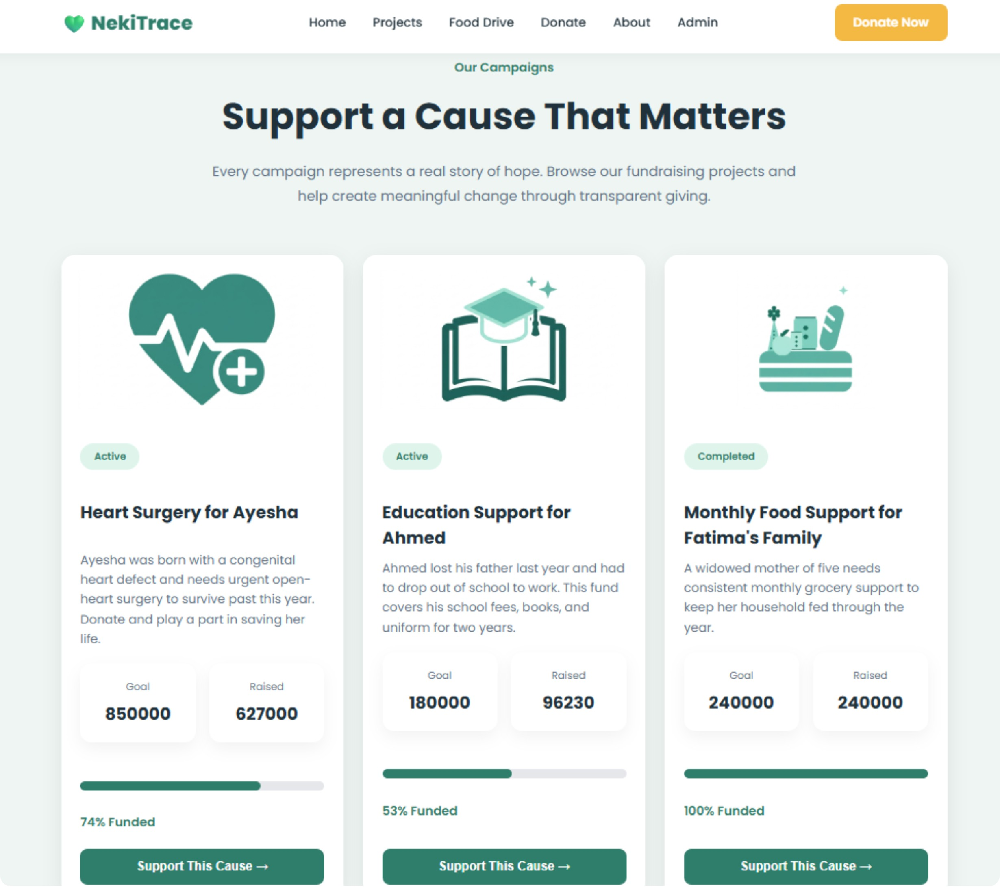 NekiTrace
Home Projects Food Drive Donate About Admin
Donate Now
Our Campaigns
Support a Cause That Matters
Every campaign represents a real story of hope. Browse our fundraising projects and
help create meaningful change through transparent giving.
Active
Heart Surgery for Ayesha
Ayesha was born with a congenital
heart defect and needs urgent open-
heart surgery to survive past this year.
Donate and play a part in saving her
life.
Goal
850000
Raised
627000
74% Funded
Support This Cause →
Active
Education Support for
Ahmed
Ahmed lost his father last year and had
to drop out of school to work. This fund
covers his school fees, books, and
uniform for two years.
Goal
180000
Raised
96230
53% Funded
Support This Cause →
Completed
Monthly Food Support for
Fatima's Family
A widowed mother of five needs
consistent monthly grocery support to
keep her household fed through the
year.
Goal
240000
Raised
240000
100% Funded
Support This Cause →